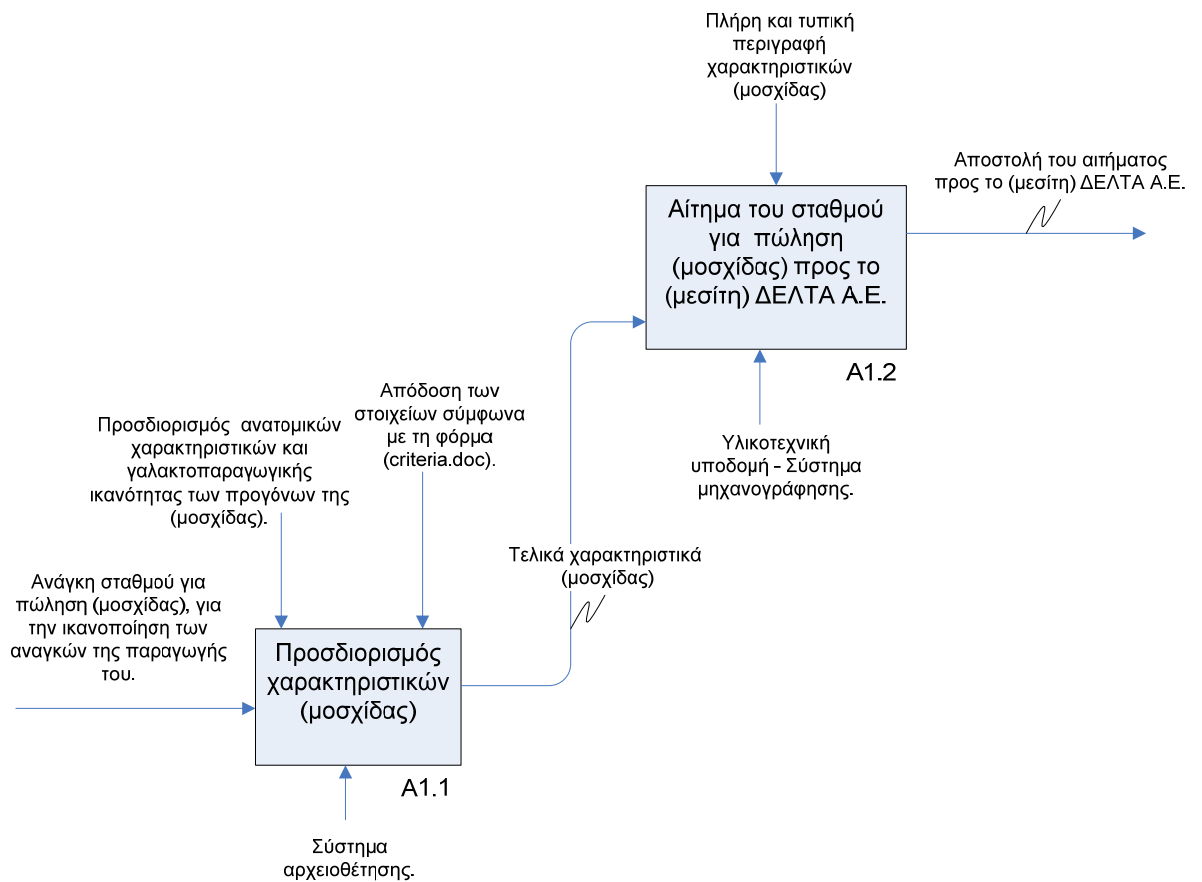 Πλήρη και τυπική
περιγραφή
χαρακτηριστικών
(μοσχίδας)
Αποστολή του αιτήματος
προς το (μεσίτη) ΔΕΛΤΑ Α.Ε.
Αίτημα του σταθμού
για πώληση
(μοσχίδας) προς το
(μεσίτη) ΔΕΛΤΑ Α.Ε.
A1.2
Υλικοτεχνική
υποδομή - Σύστημα
μηχανογράφησης.
Απόδοση των
στοιχείων σύμφωνα
με τη φόρμα
(criteria.doc).
Προσδιορισμός ανατομικών
χαρακτηριστικών και
γαλακτοπαραγωγικής
ικανότητας των προγόνων της
(μοσχίδας).
Τελικά χαρακτηριστικά
(μοσχίδας)
Ανάγκη σταθμού για
πώληση (μοσχίδας), για
την ικανοποίηση των
αναγκών της παραγωγής
του.
Προσδιορισμός
χαρακτηριστικών
(μοσχίδας)
A1.1
Σύστημα
αρχειοθέτησης.